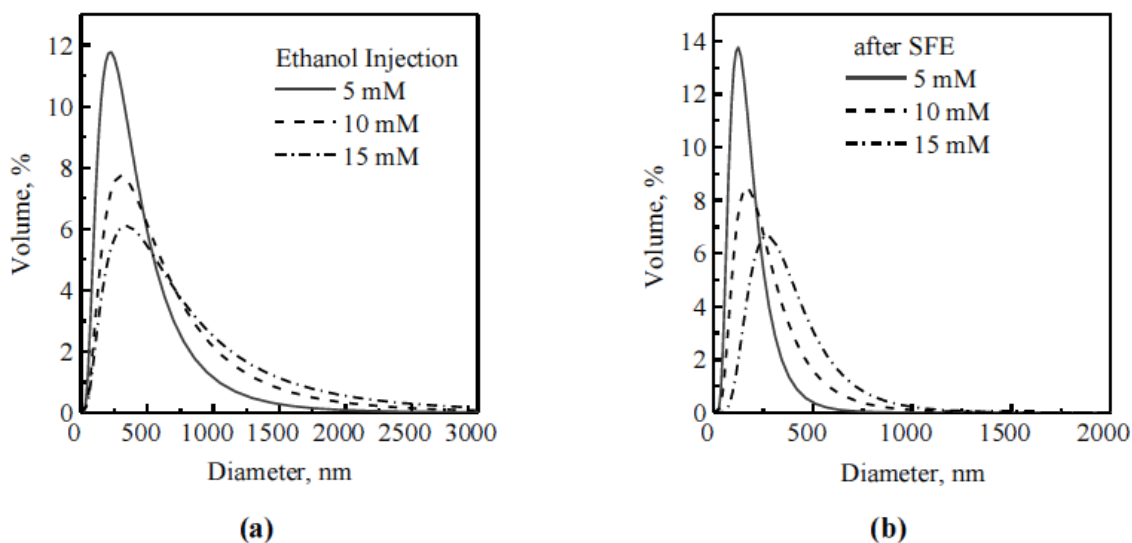 Ethanol Injection
5 mM
10 mM
15 mM
12
10
8
6
4
2
0
Volume, %
0 500 1000 1500 2000 2500 3000
Diameter, nm
(a)
after SFE
5 mM
10 mM
15 mM
14
12
10
8
6
4
2
0
Volume, %
0 500 1000 1500 2000
Diameter, nm
(b)